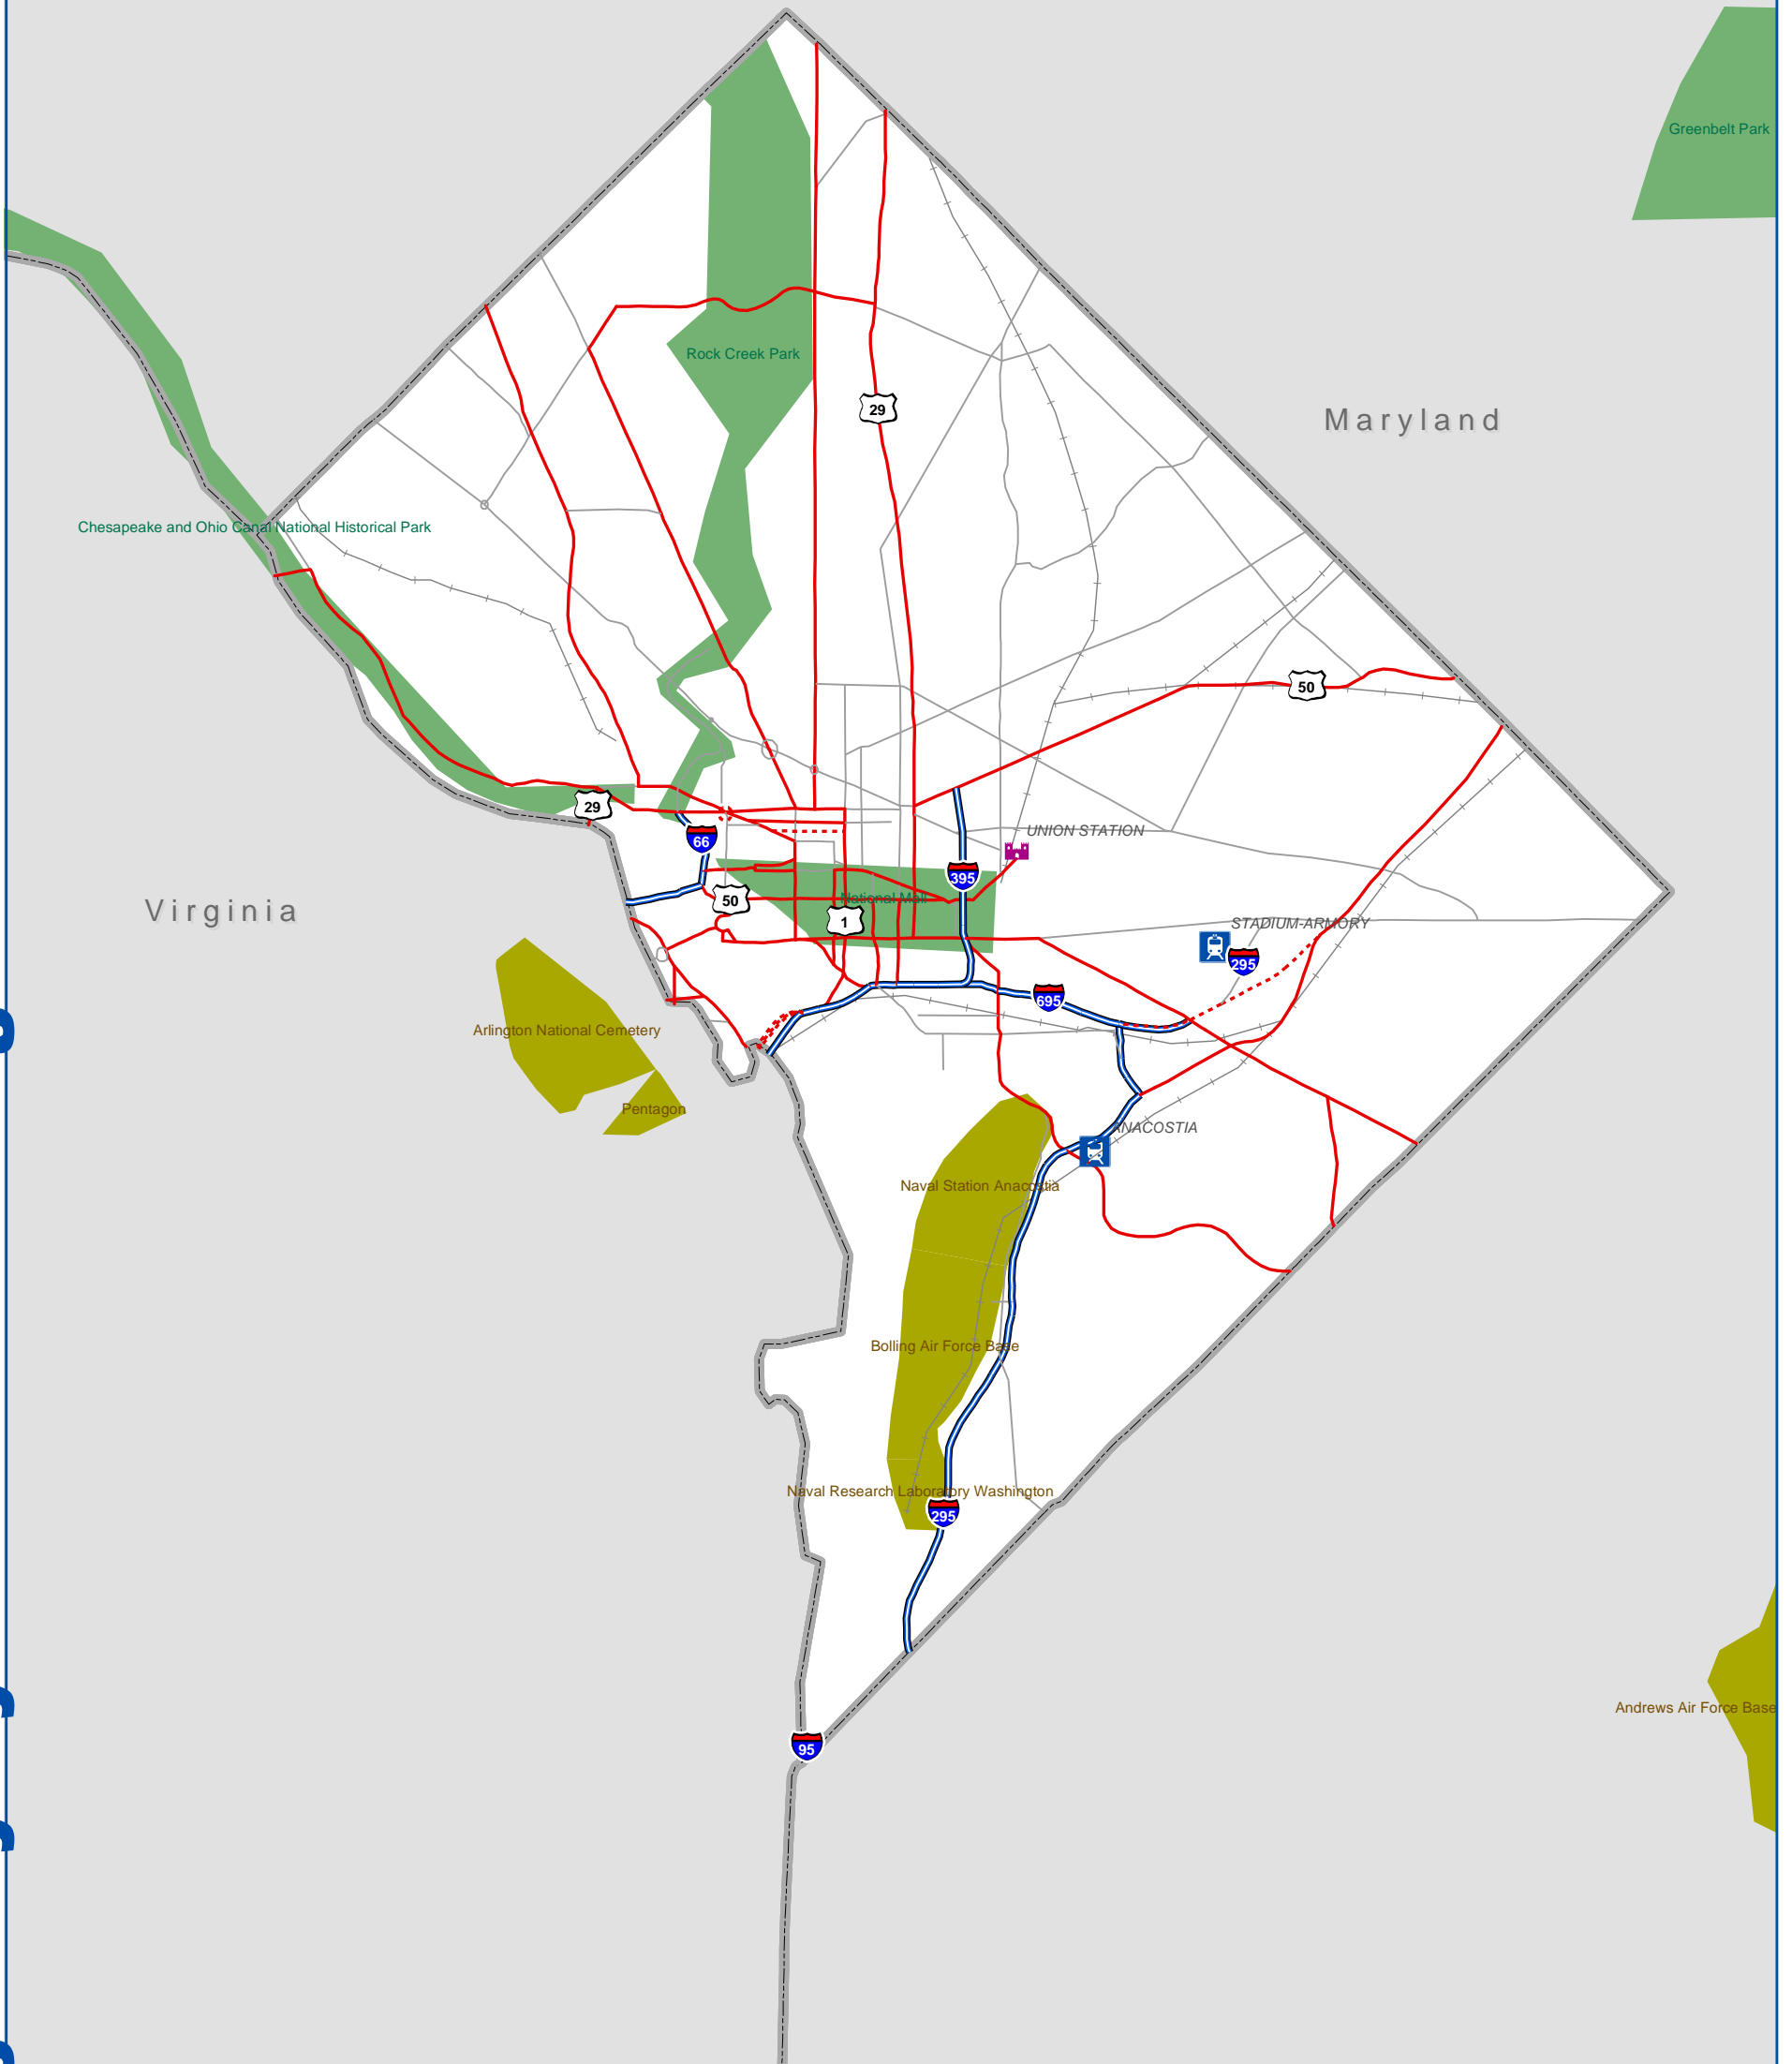 Greenbelt Park
Rock Creek Park
29
Maryland
Chesapeake and Ohio Canal National Historical Park
50
29
UNION STATION
66
395
National Mall
50
Virginia
1
STADIUM-ARMORY
295
695
Arlington National Cemetery
Pentagon
ANACOSTIA
Naval Station Anacostia
Bolling Air Force Base
Naval Research Laboratory Washington
295
Andrews Air Force Base
95